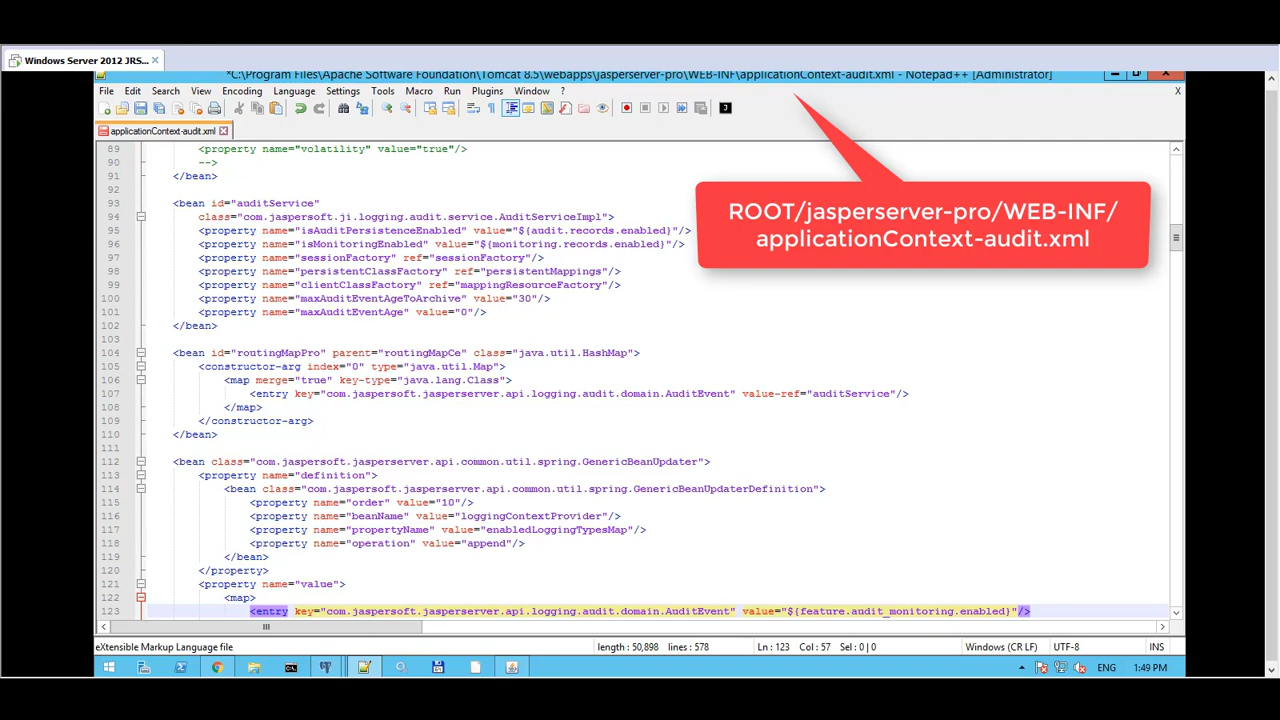 Windows Server 2012 JRS...
*C:\Program Files\Apache Software Foundation\Tomcat 8.5\webapps\jasperserver-pro\WEB-INF\applicationContext-audit.xml - Notepad++ [Administrator]
File Edit Search View Encoding Language Settings Tools Macro Run Plugins Window ? X
applicationContext-audit.xml
89 <property name="volatility" value="true"/>
90 -->
91 </bean>
92
93 <bean id="auditService"
94 class="com.jaspersoft.ji.logging.audit.service.AuditServiceImpl">
95 <property name="isAuditPersistenceEnabled" value="${audit.records.enabled}"/>
96 <property name="isMonitoringEnabled" value="${monitoring.records.enabled}"/>
97 <property name="sessionFactory" ref="sessionFactory"/>
98 <property name="persistentClassFactory" ref="persistentMappings"/>
99 <property name="clientClassFactory" ref="mappingResourceFactory"/>
100 <property name="maxAuditEventAgeToArchive" value="30"/>
101 <property name="maxAuditEventAge" value="0"/>
102 </bean>
103
104 <bean id="routingMapPro" parent="routingMapCe" class="java.util.HashMap">
105 <constructor-arg index="0" type="java.util.Map">
106 <map merge="true" key-type="java.lang.Class">
107 <entry key="com.jaspersoft.jasperserver.api.logging.audit.domain.AuditEvent" value-ref="auditService"/>
108 </map>
109 </constructor-arg>
110 </bean>
111
112 <bean class="com.jaspersoft.jasperserver.api.common.util.spring.GenericBeanUpdater">
113 <property name="definition">
114 <bean class="com.jaspersoft.jasperserver.api.common.util.spring.GenericBeanUpdaterDefinition">
115 <property name="order" value="10"/>
116 <property name="beanName" value="loggingContextProvider"/>
117 <property name="propertyName" value="enabledLoggingTypesMap"/>
118 <property name="operation" value="append"/>
119 </bean>
120 </property>
121 <property name="value">
122 <map>
123 <entry key="com.jaspersoft.jasperserver.api.logging.audit.domain.AuditEvent" value="${feature.audit_monitoring.enabled}"/>
ROOT/jasperserver-pro/WEB-INF/
applicationContext-audit.xml
eXtensible Markup Language file length : 50,898 lines : 578 Ln : 123 Col : 57 Sel : 0 | 0 Windows (CR LF) UTF-8 INS
ENG 1:49 PM